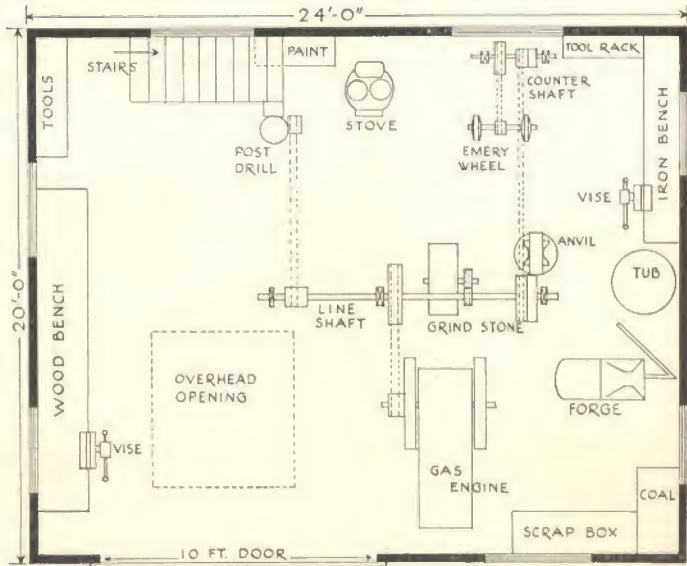 24'-0"
STAIRS
PAINT
TOOL RACK
TOOLS
STOVE
COUNTER
SHAFT
POST
DRILL
EMERY
WHEEL
IRON BENCH
VISE
ANVIL
TUB
20'-0"
WOOD BENCH
LINE
SHAFT
GRIND STONE
OVERHEAD
OPENING
FORGE
VISE
GAS
ENGINE
COAL
SCRAP BOX
10 FT. DOOR